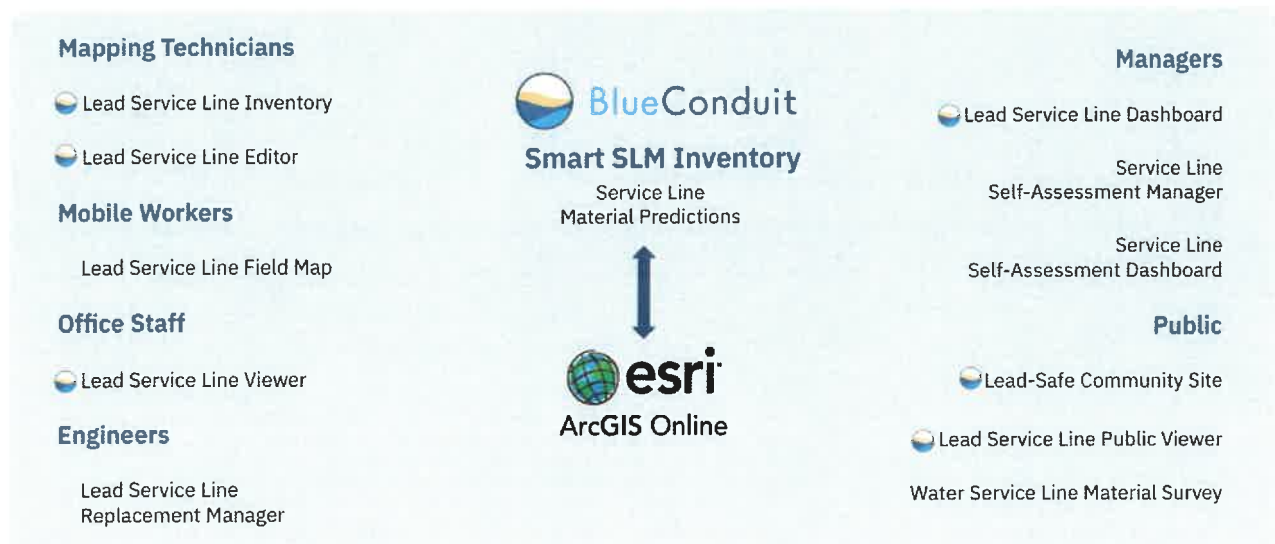 Mapping Technicians
Lead Service Line Inventory
Lead Service Line Editor
Mobile Workers
Lead Service Line Field Map
Office Staff
Lead Service Line Viewer
Engineers
Lead Service Line
Replacement Manager
BlueConduit
Smart SLM Inventory
Service Line
Material Predictions
esri
ArcGIS Online
Managers
Lead Service Line Dashboard
Service Line
Self-Assessment Manager
Service Line
Self-Assessment Dashboard
Public
Lead-Safe Community Site
Lead Service Line Public Viewer
Water Service Line Material Survey